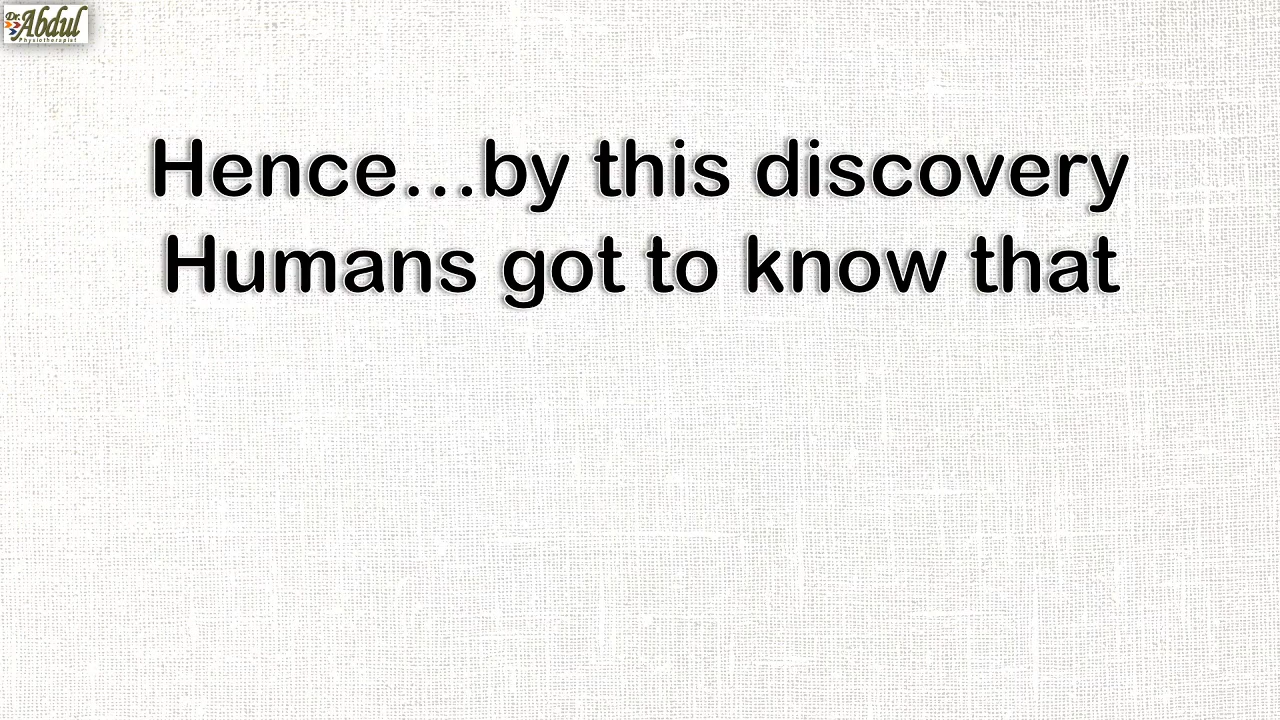 Dr.
Abdul
Physiotherapist
Hence...by this discovery
Humans got to know that